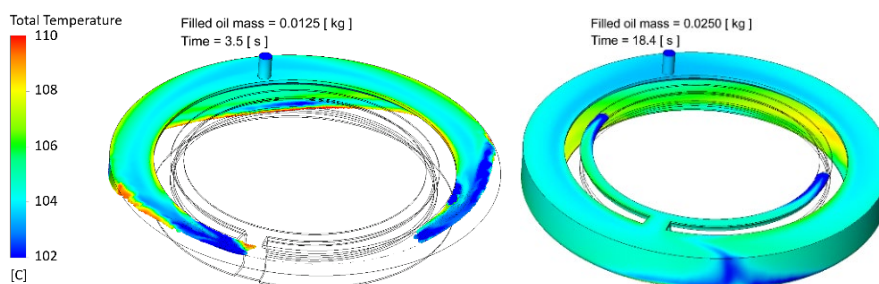 Total Temperature
110
108
106
104
102
[C]
Filled oil mass = 0.0125 [ kg ]
Time = 3.5 [ s ]
Filled oil mass = 0.0250 [ kg ]
Time = 18.4 [ s ]